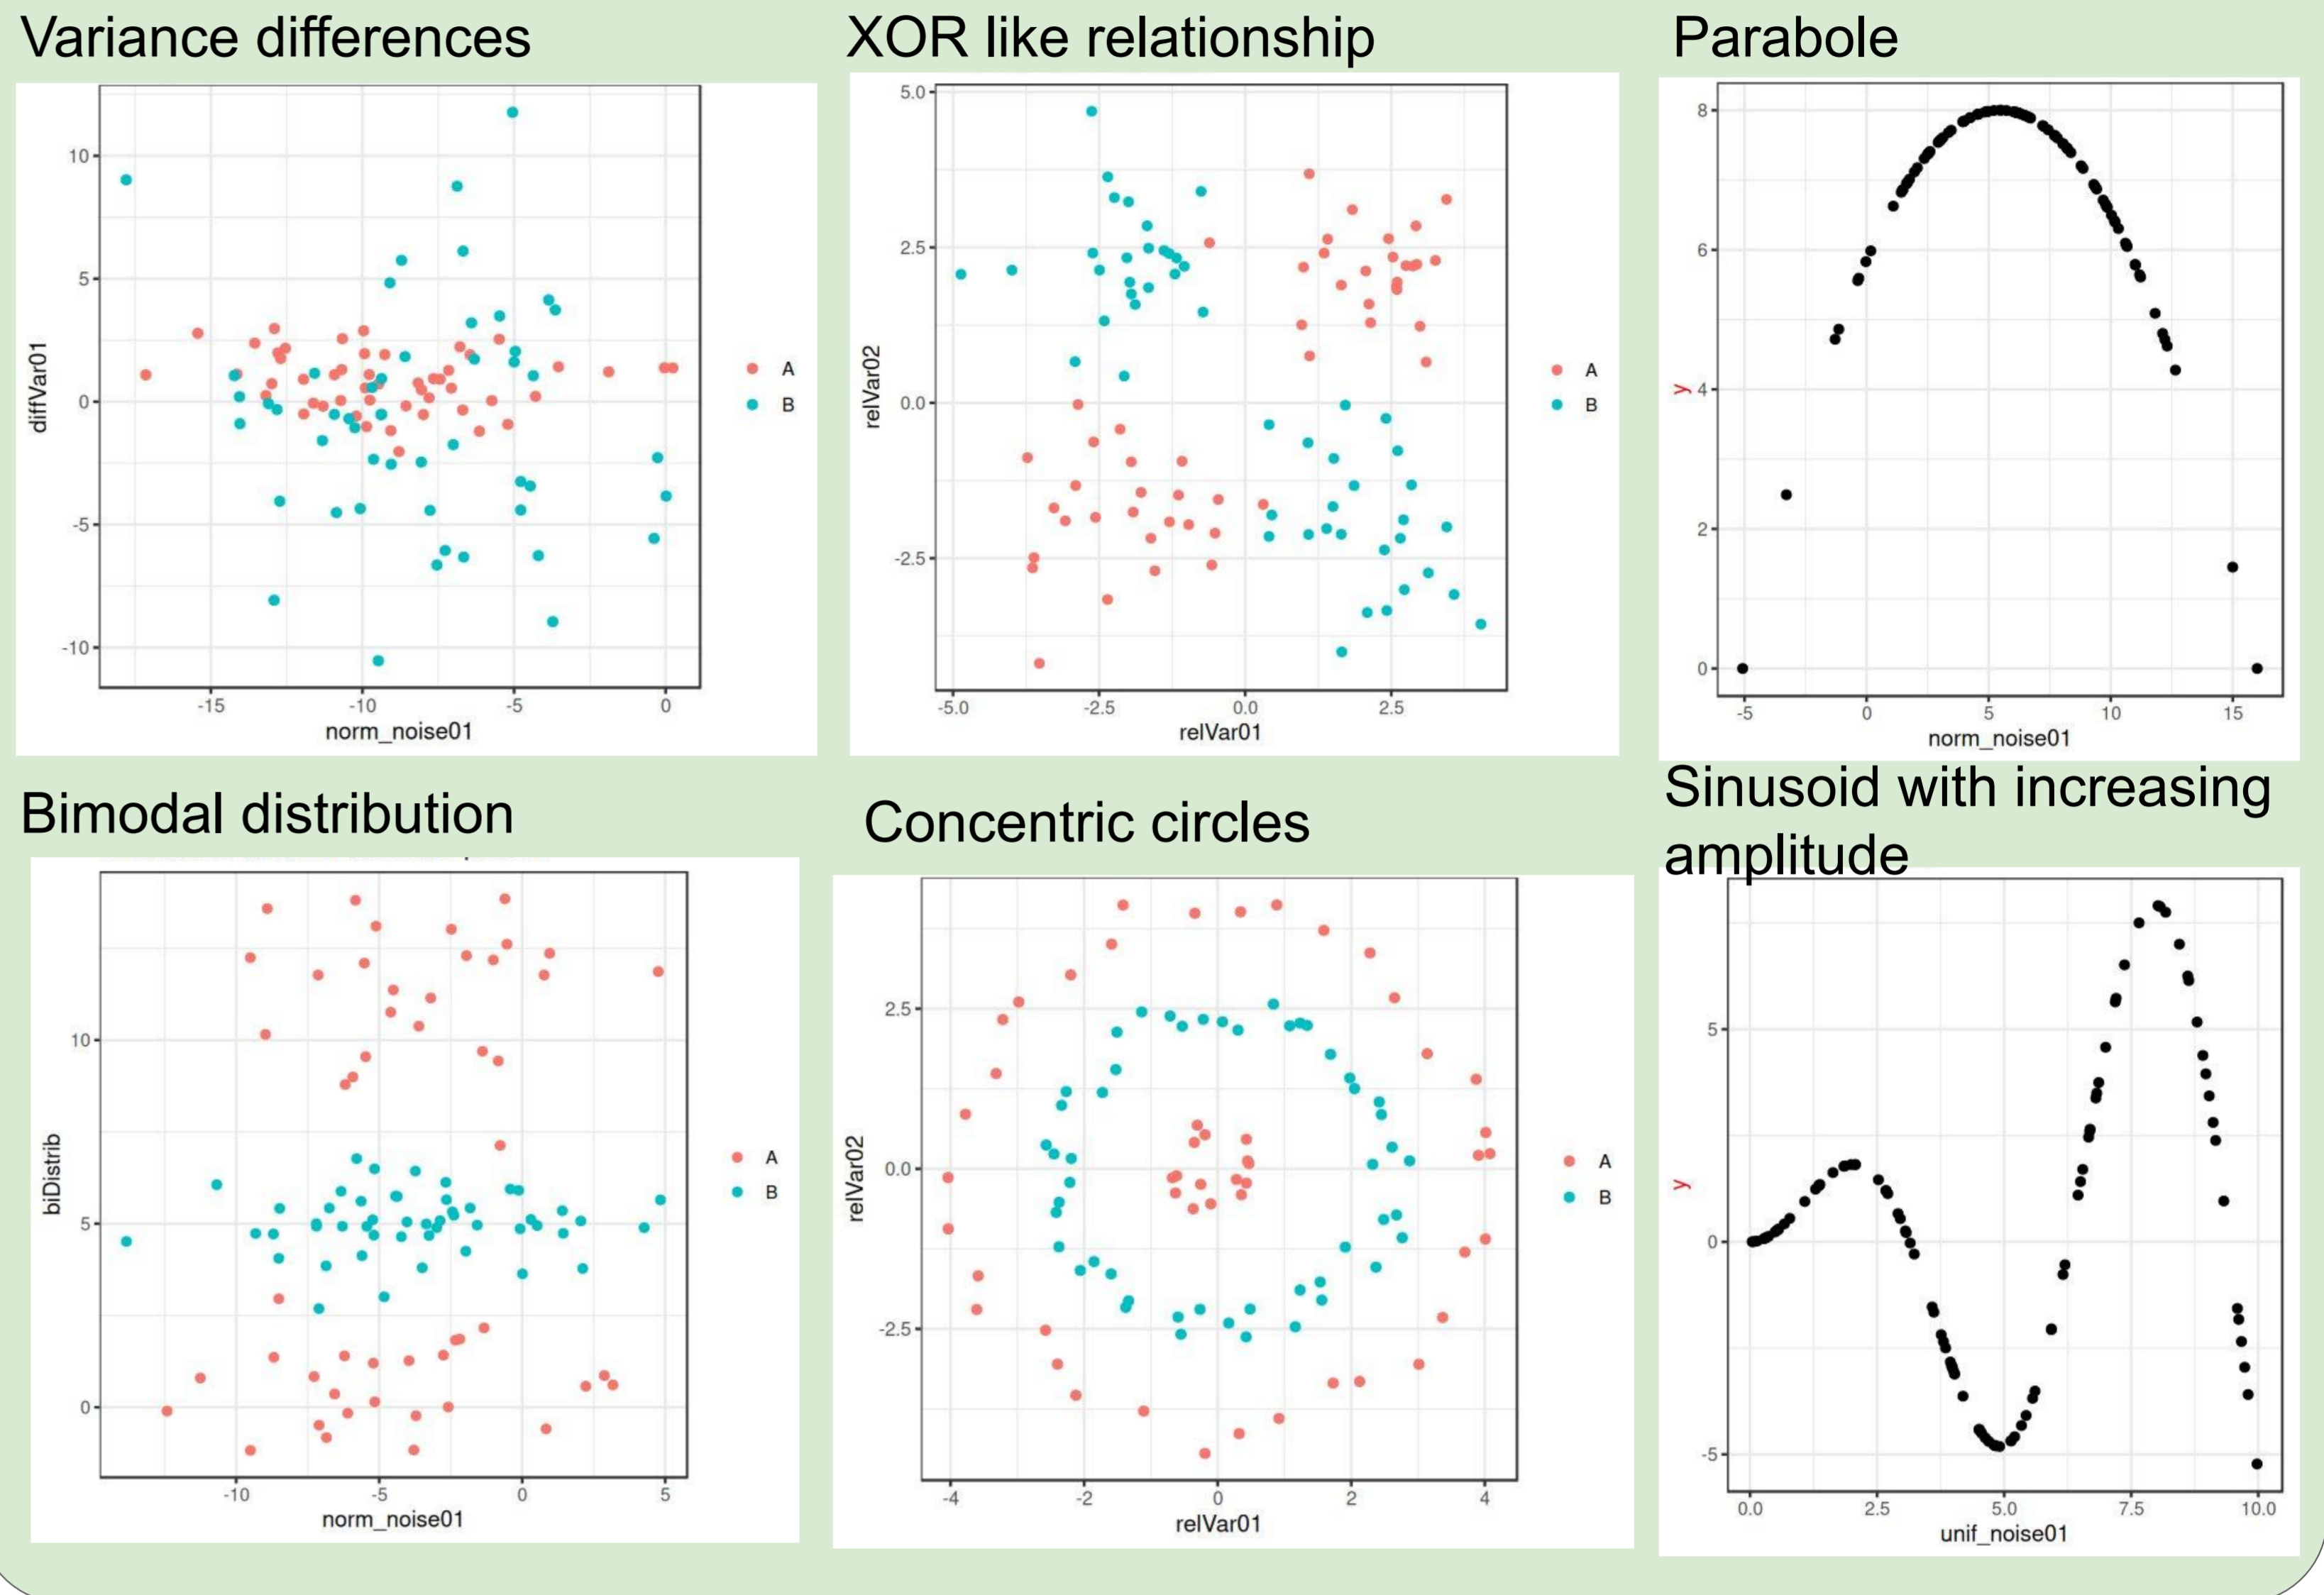 Variance differences
10
5
0
-5
-10
diffVar01
-15
-10
-5
0
norm_noise01
A
B
XOR like relationship
5.0
2.5
0.0
-2.5
relVar02
-5.0
-2.5
0.0
2.5
relVar01
A
B
Parabole
8
6
4
2
0
y
-5
0
5
10
15
norm_noise01
Bimodal distribution
10
5
0
biDistrib
-10
-5
0
5
norm_noise01
A
B
Concentric circles
2.5
0.0
-2.5
relVar02
-4
-2
0
2
4
relVar01
A
B
Sinusoid with increasing
amplitude
5
0
-5
y
0.0
2.5
5.0
7.5
10.0
unif_noise01